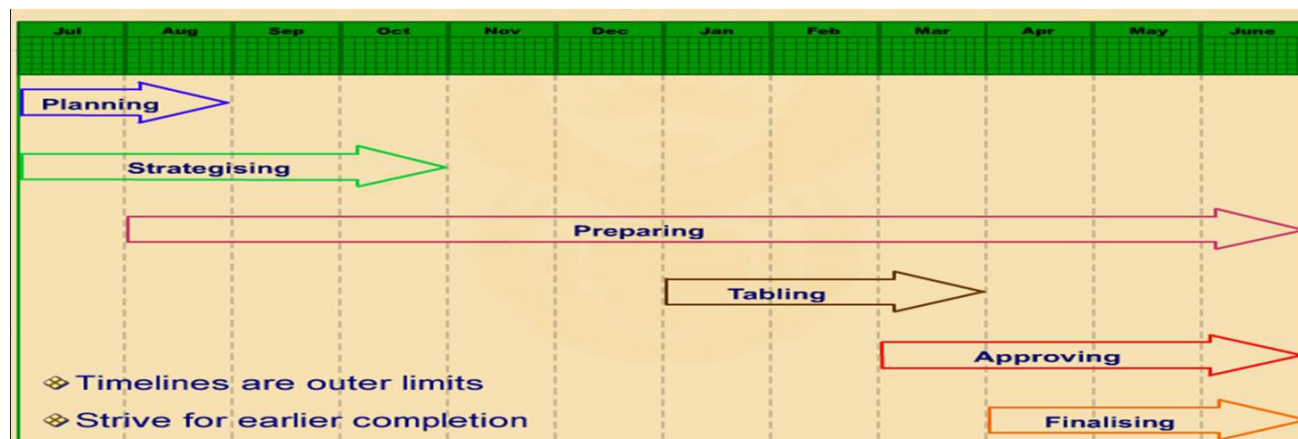 Jul Aug Sep Oct Nov Dec Jan Feb Mar Apr May June
Planning
Strategising
Preparing
Tabling
Approving
Timelines are outer limits
Strive for earlier completion
Finalising